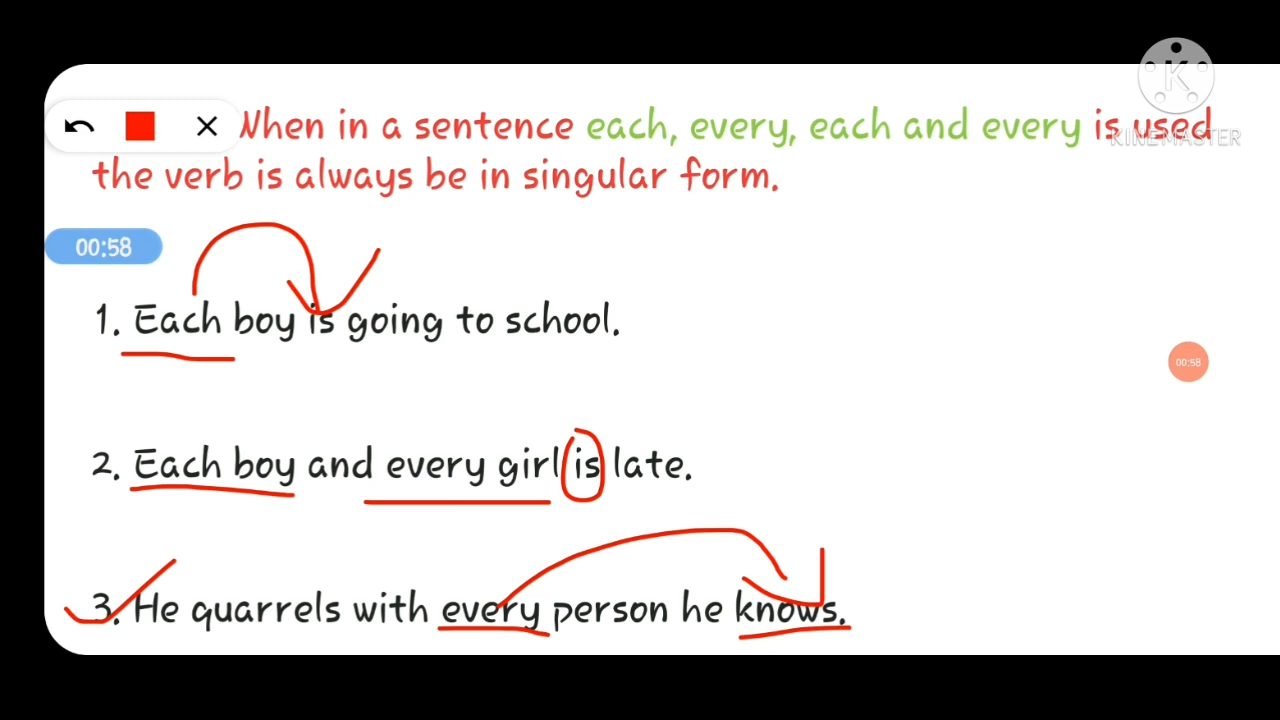 When in a sentence each, every, each and every is used
the verb is always be in singular form.
K
KINEMASTER
00:58
1. Each boy is going to school.
00:58
2. Each boy and every girl is late.
3. He quarrels with every person he knows.